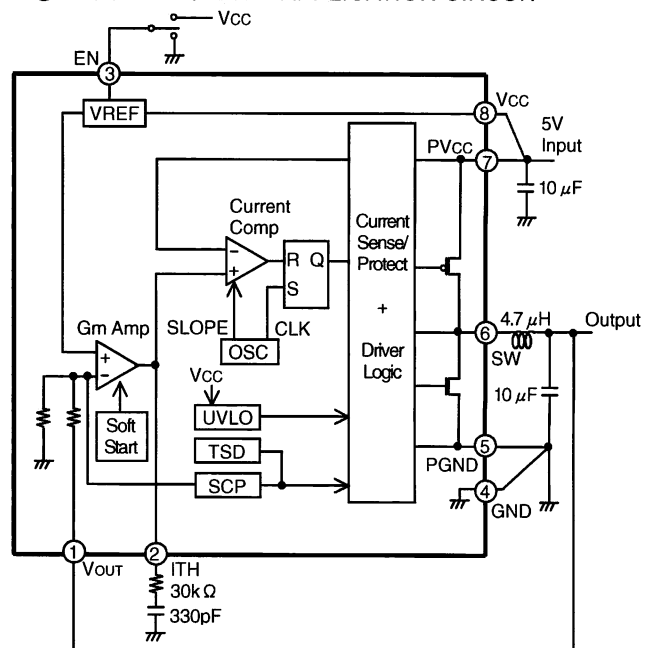 VCC
EN
3
VREF
8
VCC
5V
Input
PVCC
7
10 μF
Current
Comp
−
+
R Q
S
Current
Sense/
Protect
+
Driver
Logic
SLOPE
CLK
OSC
6
4.7 μH
Output
SW
Gm Amp
+
−
Soft
Start
VCC
UVLO
TSD
SCP
10 μF
PGND
5
4
GND
1
VOUT
2
ITH
30kΩ
330pF